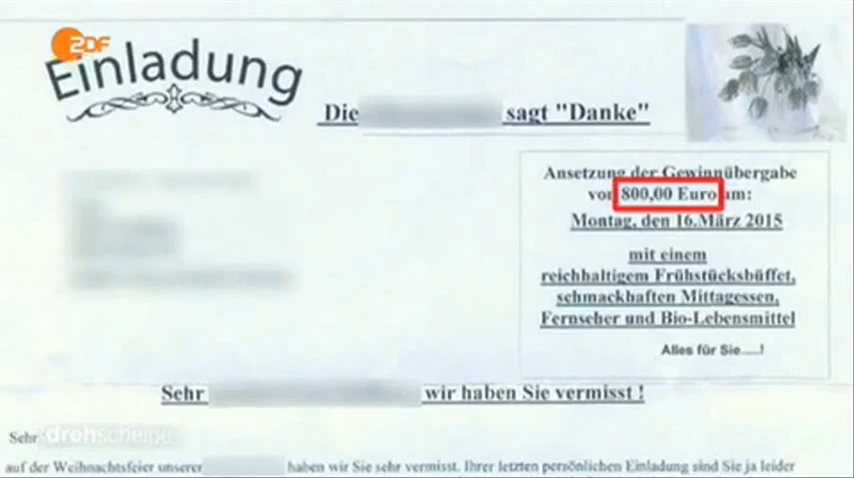 ZDF
Einladung
Die sagt "Danke"
Ansetzung der Gewinnübergabe
von 800,00 Euro am:
Montag, den 16.März 2015
mit einem
reichhaltigem Frühstücksbüffet,
schmackhaften Mittagessen,
Fernseher und Bio-Lebensmittel
Alles für Sie.....!
Sehr wir haben Sie vermisst !
Sehr
drehscheibe
auf der Weihnachtsfeier unserer haben wir Sie sehr vermisst. Ihrer letzten persönlichen Einladung sind Sie ja leider